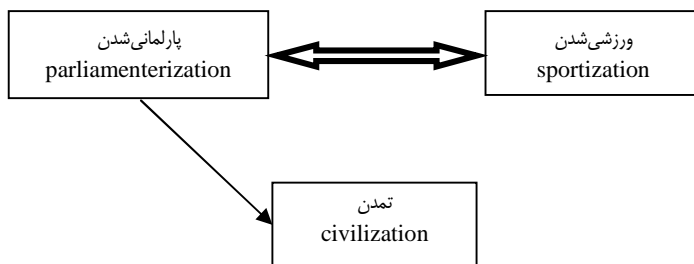 پارلمانی‌شدن
parliamenterization
ورزشی‌شدن
sportization
تمدن
civilization